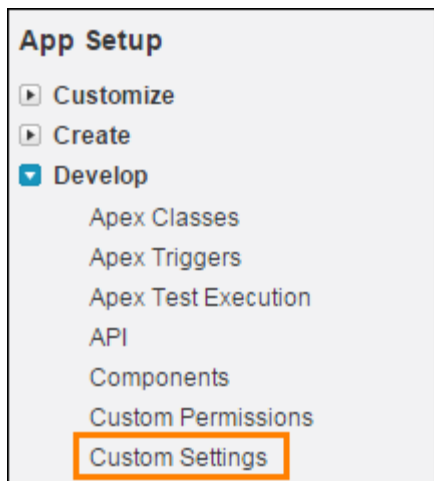 App Setup
Customize
Create
Develop
Apex Classes
Apex Triggers
Apex Test Execution
API
Components
Custom Permissions
Custom Settings